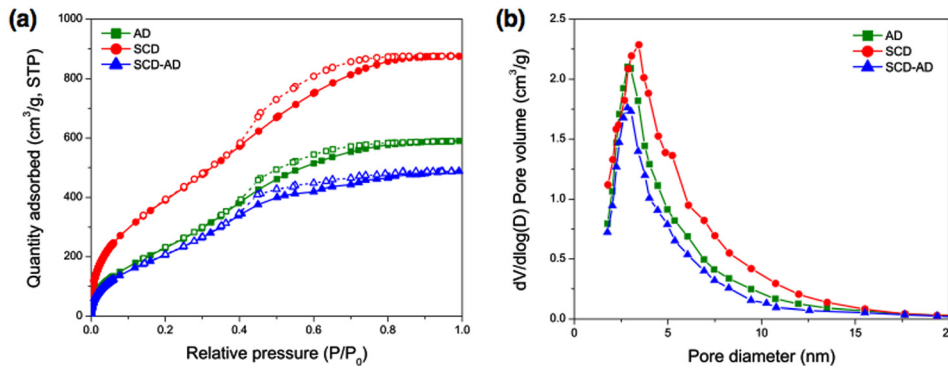 (a)
1000
800
600
400
200
0
Quantity adsorbed (cm³/g, STP)
AD
SCD
SCD-AD
0.0 0.2 0.4 0.6 0.8 1.0
Relative pressure (P/P₀)
(b)
2.5
2.0
1.5
1.0
0.5
0.0
dV/dlog(D) Pore volume (cm³/g)
AD
SCD
SCD-AD
0 5 10 15 20
Pore diameter (nm)